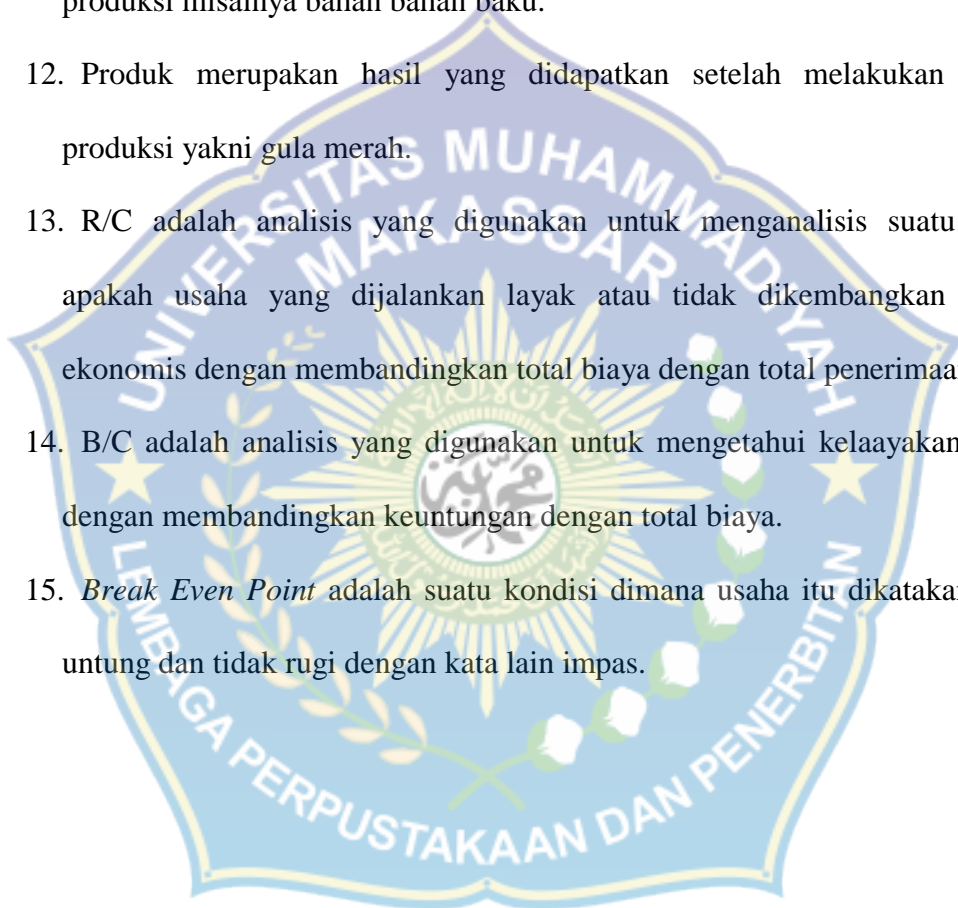 produksi misalnya bahan bahan baku.
12. Produk merupakan hasil yang didapatkan setelah melakukan
produksi yakni gula merah.
13. R/C adalah analisis yang digunakan untuk menganalisis suatu
apakah usaha yang dijalankan layak atau tidak dikembangkan
ekonomis dengan membandingkan total biaya dengan total penerimaan
14. B/C adalah analisis yang digunakan untuk mengetahui kelaayakan
dengan membandingkan keuntungan dengan total biaya.
15. Break Even Point adalah suatu kondisi dimana usaha itu dikatakan
untung dan tidak rugi dengan kata lain impas.
UNIVERSITAS MUHAMMADIYAH
MAKASSAR
LEMBAGA PERPUSTAKAAN DAN PENERBITAN